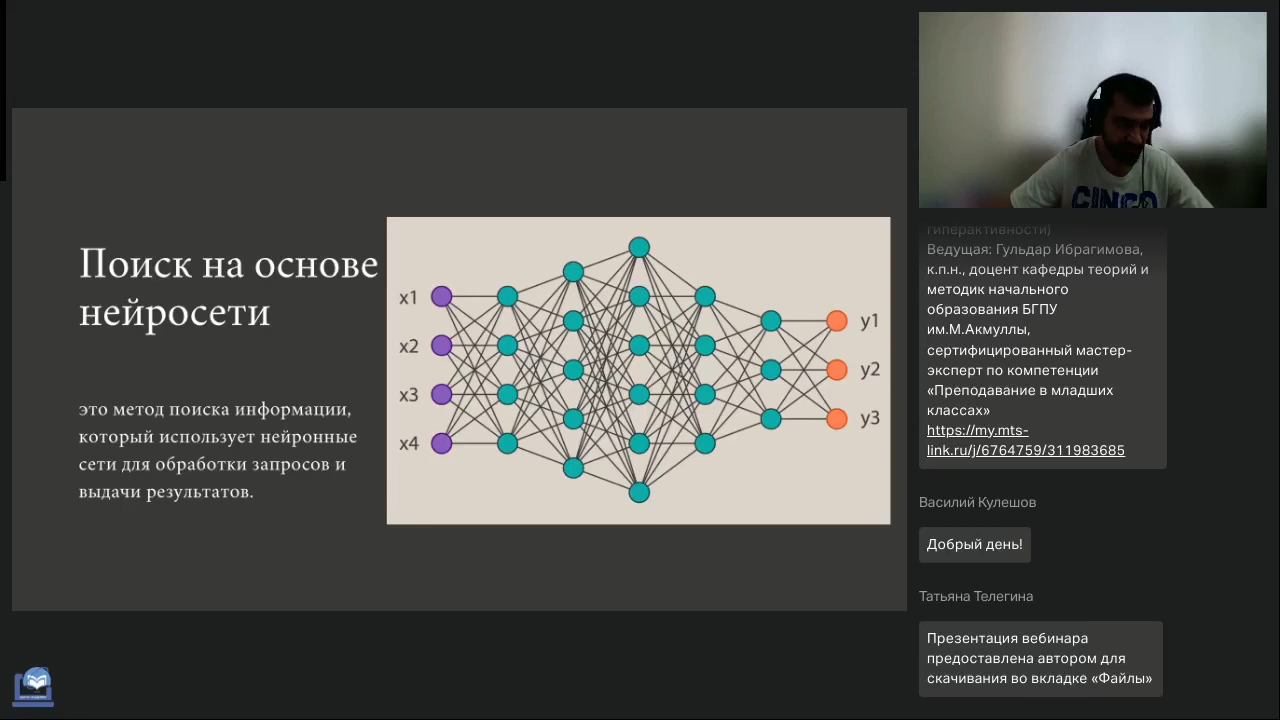 Поиск на основе
нейросети
это метод поиска информации,
который использует нейронные
сети для обработки запросов и
выдачи результатов.
x1
x2
x3
x4
y1
y2
y3
гиперактивности)
Ведущая: Гульдар Ибрагимова,
к.п.н., доцент кафедры теорий и
методик начального
образования БГПУ
им.М.Акмуллы,
сертифицированный мастер-
эксперт по компетенции
«Преподавание в младших
классах»
https://my.mts-
link.ru/j/6764759/311983685
Василий Кулешов
Добрый день!
Татьяна Телегина
Презентация вебинара
предоставлена автором для
скачивания во вкладке «Файлы»